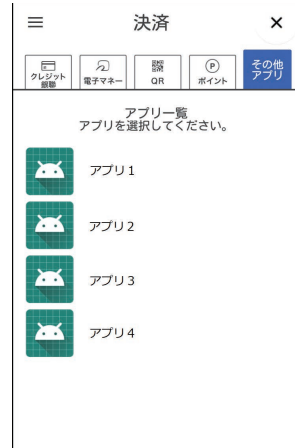 決済
クレジット
銀聯
電子マネー
QR
P
ポイント
その他
アプリ
アプリ一覧
アプリを選択してください。
アプリ1
アプリ2
アプリ3
アプリ4